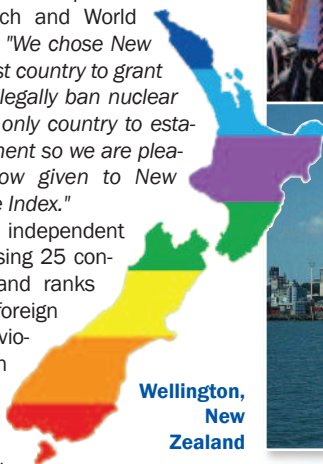 ch and World
"We chose New
st country to grant
legally ban nuclear
only country to esta-
ment so we are plea-
ow given to New
e Index."
independent
sing 25 con-
and ranks
foreign
vio-
Wellington,
New
Zealand